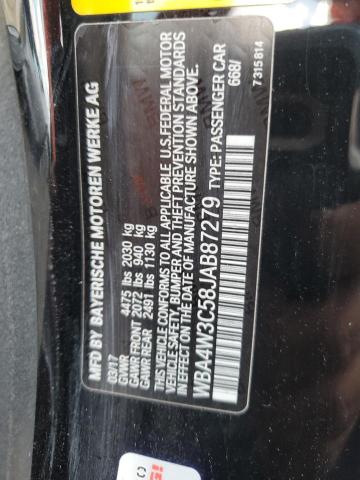 MFD BY BAYERISCHE MOTOREN WERKE AG
03/17
GVWR 4475 lbs 2030 kg
GAWR FRONT 2072 lbs 940 kg
GAWR REAR 2491 lbs 1130 kg
THIS VEHICLE CONFORMS TO ALL APPLICABLE U.S.FEDERAL MOTOR
VEHICLE SAFETY, BUMPER AND THEFT PREVENTION STANDARDS IN
EFFECT ON THE DATE OF MANUFACTURE SHOWN ABOVE.
WBA4W3C58JAB87279 TYPE:PASSENGER CAR
668/
7315814